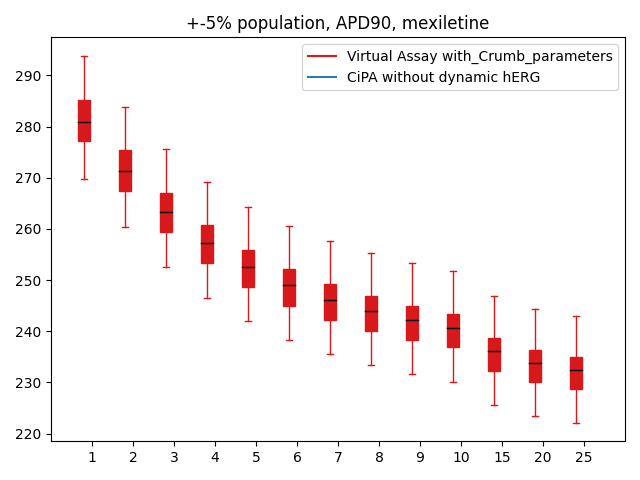 +-5% population, APD90, mexiletine
Virtual Assay with_Crumb_parameters
CiPA without dynamic hERG
290
280
270
260
250
240
230
220
1 2 3 4 5 6 7 8 9 10 15 20 25